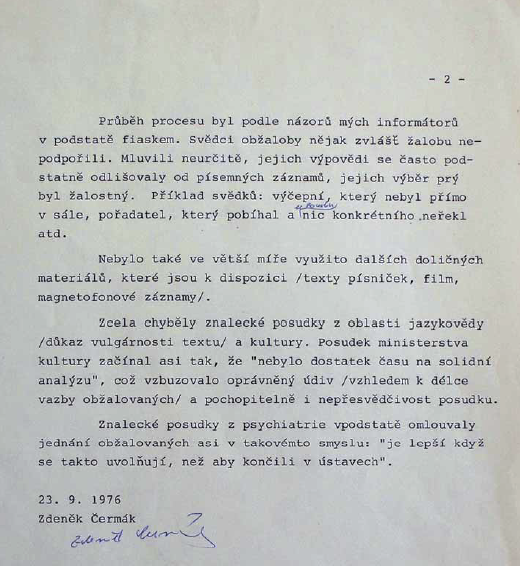 - 2 -
Průběh procesu byl podle názorů mých informátorů
v podstatě fiaskem. Svědci obžaloby nějak zvlášť žalobu ne-
podpořili. Mluvili neurčitě, jejich výpovědi se často pod-
statně odlišovaly od písemných záznamů, jejich výběr prý
byl žalostný. Příklad svědků: výčepní, který nebyl přímo
v sále, pořadatel, který pobíhal a nic konkrétního neřekl
atd.
Nebylo také ve větší míře využito dalších doličných
materiálů, které jsou k dispozici /texty písniček, film,
magnetofonové záznamy/.
Zcela chyběly znalecké posudky z oblasti jazykovědy
/důkaz vulgárnosti textu/ a kultury. Posudek ministerstva
kultury začínal asi tak, že "nebylo dostatek času na solidní
analýzu", což vzbuzovalo oprávněný údiv /vzhledem k délce
vazby obžalovaných/ a pochopitelně i nepřesvědčivost posudku.
Znalecké posudky z psychiatrie vpodstatě omlouvaly
jednání obžalovaných asi v takovémto smyslu: "je lepší když
se takto uvolňují, než aby končili v ústavech".
23. 9. 1976
Zdeněk Čermák